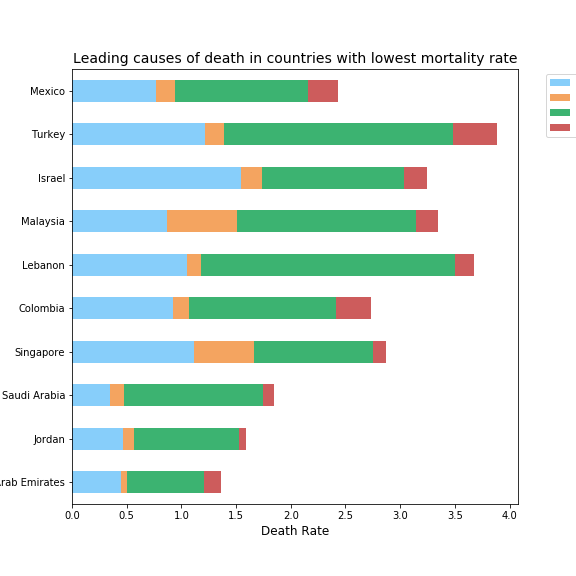 Leading causes of death in countries with lowest mortality rate
Mexico
Turkey
Israel
Malaysia
Lebanon
Colombia
Singapore
Saudi Arabia
Jordan
Arab Emirates
0.0 0.5 1.0 1.5 2.0 2.5 3.0 3.5 4.0
Death Rate